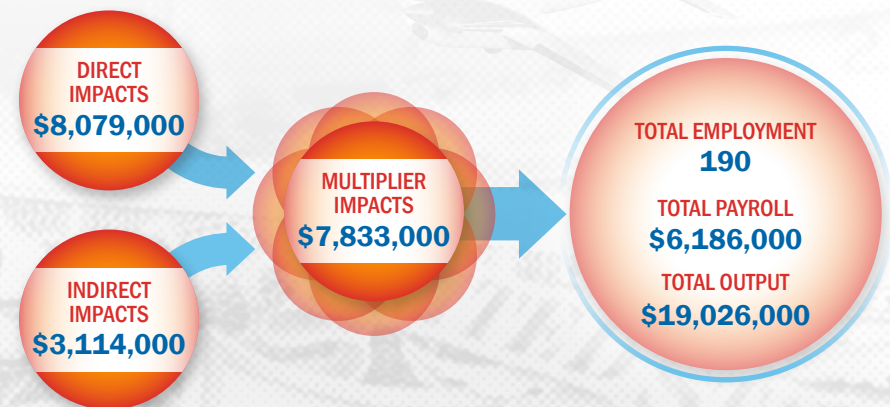 DIRECT
IMPACTS
$8,079,000
INDIRECT
IMPACTS
$3,114,000
MULTIPLIER
IMPACTS
$7,833,000
TOTAL EMPLOYMENT
190
TOTAL PAYROLL
$6,186,000
TOTAL OUTPUT
$19,026,000